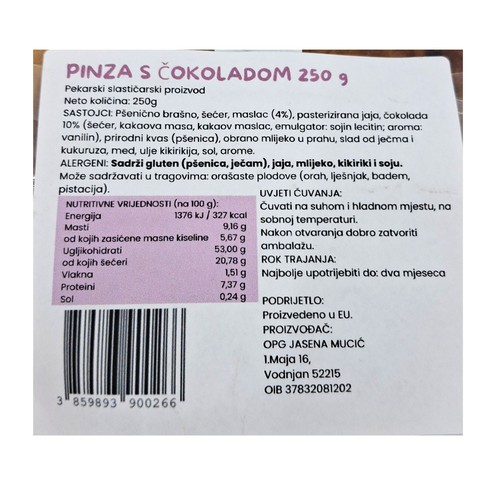 PINZA S ČOKOLADOM 250 g
Pekarski slastičarski proizvod
Neto količina: 250g
SASTOJCI: Pšenično brašno, šećer, maslac (4%), pasterizirana jaja, čokolada
10% (šećer, kakaova masa, kakaov maslac, emulgator: sojin lecitin; aroma:
vanilin), prirodni kvas (pšenica), obrano mlijeko u prahu, slad od ječma i
kukuruza, med, ulje kikirikija, sol, arome.
ALERGENI: Sadrži gluten (pšenica, ječam), jaja, mlijeko, kikiriki i soju.
Može sadržavati u tragovima: orašaste plodove (orah, lješnjak, badem,
pistacija).
NUTRITIVNE VRIJEDNOSTI (na 100 g):
Energija 1376 kJ / 327 kcal
Masti 9,16 g
od kojih zasićene masne kiseline 5,67 g
Ugljikohidrati 53,00 g
od kojih šećeri 20,78 g
Vlakna 1,51 g
Proteini 7,37 g
Sol 0,24 g
3 859893 900266
UVJETI ČUVANJA:
Čuvati na suhom i hladnom mjestu, na
sobnoj temperaturi.
Nakon otvaranja dobro zatvoriti
ambalažu.
ROK TRAJANJA:
Najbolje upotrijebiti do: dva mjeseca
PODRIJETLO:
Proizvedeno u EU.
PROIZVOĐAČ:
OPG JASENA MUCIĆ
1.Maja 16,
Vodnjan 52215
OIB 37832081202